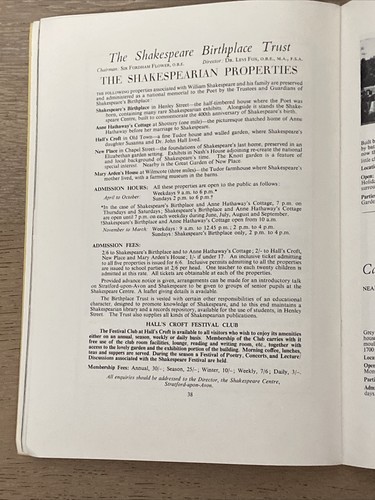 The Shakespeare Birthplace Trust
Chairman: SIR FORDHAM FLOWER, O.B.E. Director: DR. LEVI FOX, O.B.E., M.A., F.S.A.
THE SHAKESPEARIAN PROPERTIES
THE FOLLOWING properties associated with William Shakespeare and his family are preserved
and administered as a national memorial to the Poet by the Trustees and Guardians of
Shakespeare's Birthplace:
Shakespeare's Birthplace in Henley Street—the half-timbered house where the Poet was
born, containing many rare Shakespearian exhibits. Alongside it stands the Shake-
speare Centre, built to commemorate the 400th anniversary of Shakespeare's birth.
Anne Hathaway's Cottage at Shottery (one mile)—the picturesque thatched home of Anne
Hathaway before her marriage to Shakespeare.
Hall's Croft in Old Town—a fine Tudor house and walled garden, where Shakespeare's
daughter Susanna and Dr. John Hall lived.
New Place in Chapel Street—the foundations of Shakespeare's last home, preserved in an
Elizabethan garden setting. Exhibits in Nash's House adjoining re-create the national
and local background of Shakespeare's time. The Knott garden is a feature of
special interest. Nearby is the Great Garden of New Place.
Mary Arden's Home at Wilmcote (three miles)—the Tudor farmhouse where Shakespeare's
mother lived, with a farming museum in the barns.
ADMISSION HOURS: All these properties are open to the public as follows:
April to October: Weekdays 9 a.m. to 6 p.m.*
Sundays 2 p.m. to 6 p.m.†
*In the case of Shakespeare's Birthplace and Anne Hathaway's Cottage, 7 p.m. on
Thursdays and Saturdays; Shakespeare's Birthplace and Anne Hathaway's Cottage
are open until 7 p.m. on each weekday during June, July, August and September.
†Shakespeare's Birthplace and Anne Hathaway's Cottage open from 10 a.m.
November to March: Weekdays: 9 a.m. to 12.45 p.m.; 2 p.m. to 4 p.m.
Sundays: Shakespeare's Birthplace only, 2 p.m. to 4 p.m.
ADMISSION FEES:
2/6 to Shakespeare's Birthplace and to Anne Hathaway's Cottage; 2/- to Hall's Croft,
New Place and Mary Arden's House; 1/- if under 17. An inclusive ticket admitting
to all five properties is issued for 6/6. Inclusive permits admitting to all the properties
are issued to school parties at 2/6 per head. One teacher to every twenty children is
admitted at this rate. All tickets are obtainable at each of the properties.
Provided advance notice is given, arrangements can be made for an introductory talk
on Stratford-upon-Avon and Shakespeare to be given to groups of senior pupils at the
Shakespeare Centre. A leaflet giving details is available.
The Birthplace Trust is vested with certain other responsibilities of an educational
character, designed to promote knowledge of Shakespeare, and to this end maintains a
Shakespearian library and a records repository, available for the use of students, in Henley
Street. The Trust also supplies all kinds of Shakespearian publications.
HALL'S CROFT FESTIVAL CLUB
The Festival Club at Hall's Croft is available to all visitors who wish to enjoy its amenities
either on an annual, season, weekly or daily basis. Membership of the Club carries with it
free use of the club room facilities, lounge, reading and writing room, etc., together with
access to the lovely garden and the exhibition portion of the building. Morning coffee, lunches,
teas and suppers are served. During the season a Festival of Poetry, Concerts, and Lecture/
Discussions associated with the Shakespeare Festival are held.
Membership Fees: Annual, 30/-; Season, 25/-; Winter, 10/-; Weekly, 7/6; Daily, 3/-.
All enquiries should be addressed to the Director, the Shakespeare Centre,
Stratford-upon-Avon.
38
Ca
NEA
Grey